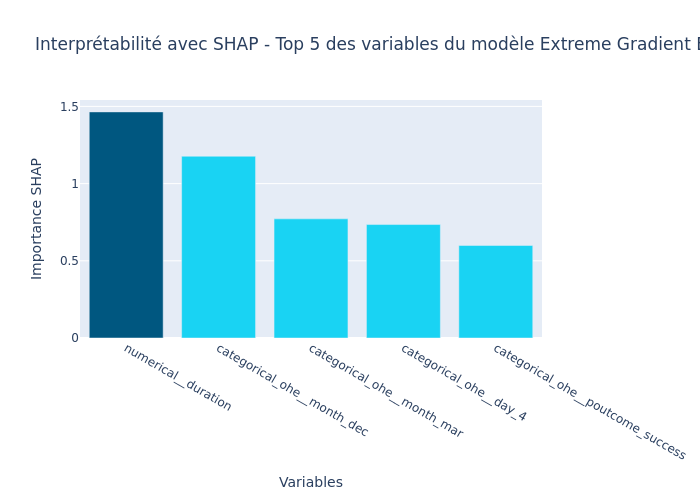 Interprétabilité avec SHAP - Top 5 des variables du modèle Extreme Gradient
Importance SHAP
1.5
1
0.5
0
numerical__duration
categorical_ohe__month_dec
categorical_ohe__month_mar
categorical_ohe__day_4
categorical_ohe__poutcome_success
Variables